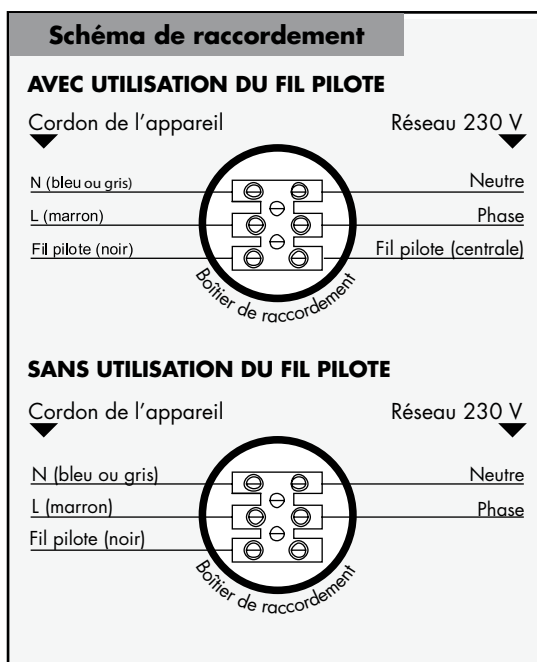 Schéma de raccordement
AVEC UTILISATION DU FIL PILOTE
Cordon de l'appareil Réseau 230 V
N (bleu ou gris) Neutre
L (marron) Phase
Fil pilote (noir) Fil pilote (centrale)
Boîtier de raccordement
SANS UTILISATION DU FIL PILOTE
Cordon de l'appareil Réseau 230 V
N (bleu ou gris) Neutre
L (marron) Phase
Fil pilote (noir)
Boîtier de raccordement